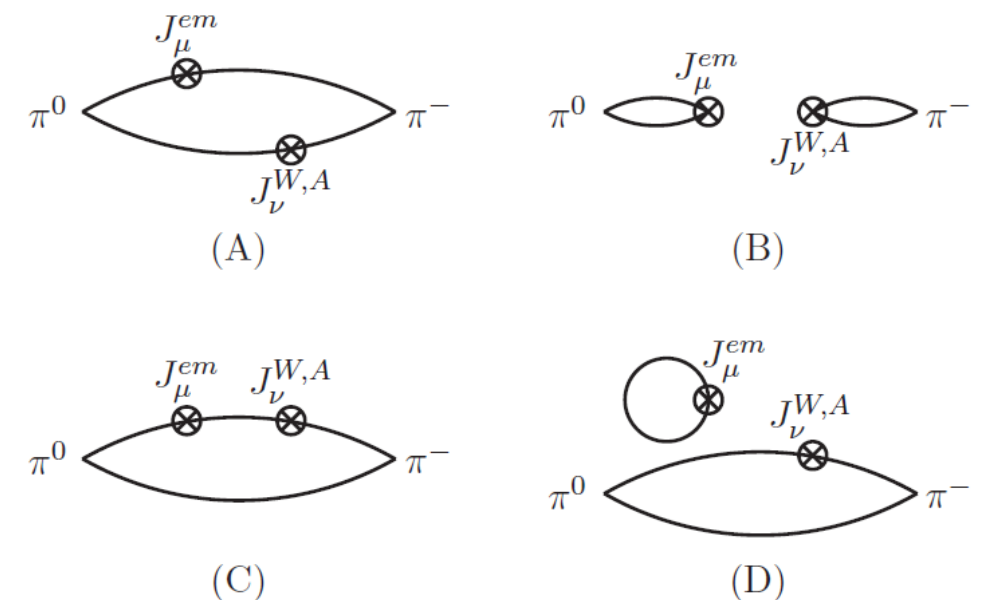 J_μ^{em} J_μ^{em}
π^0 π^− π^0 π^−
J_ν^{W,A} J_ν^{W,A}
(A) (B)
J_μ^{em} J_ν^{W,A} J_μ^{em}
J_ν^{W,A}
π^0 π^− π^0 π^−
(C) (D)